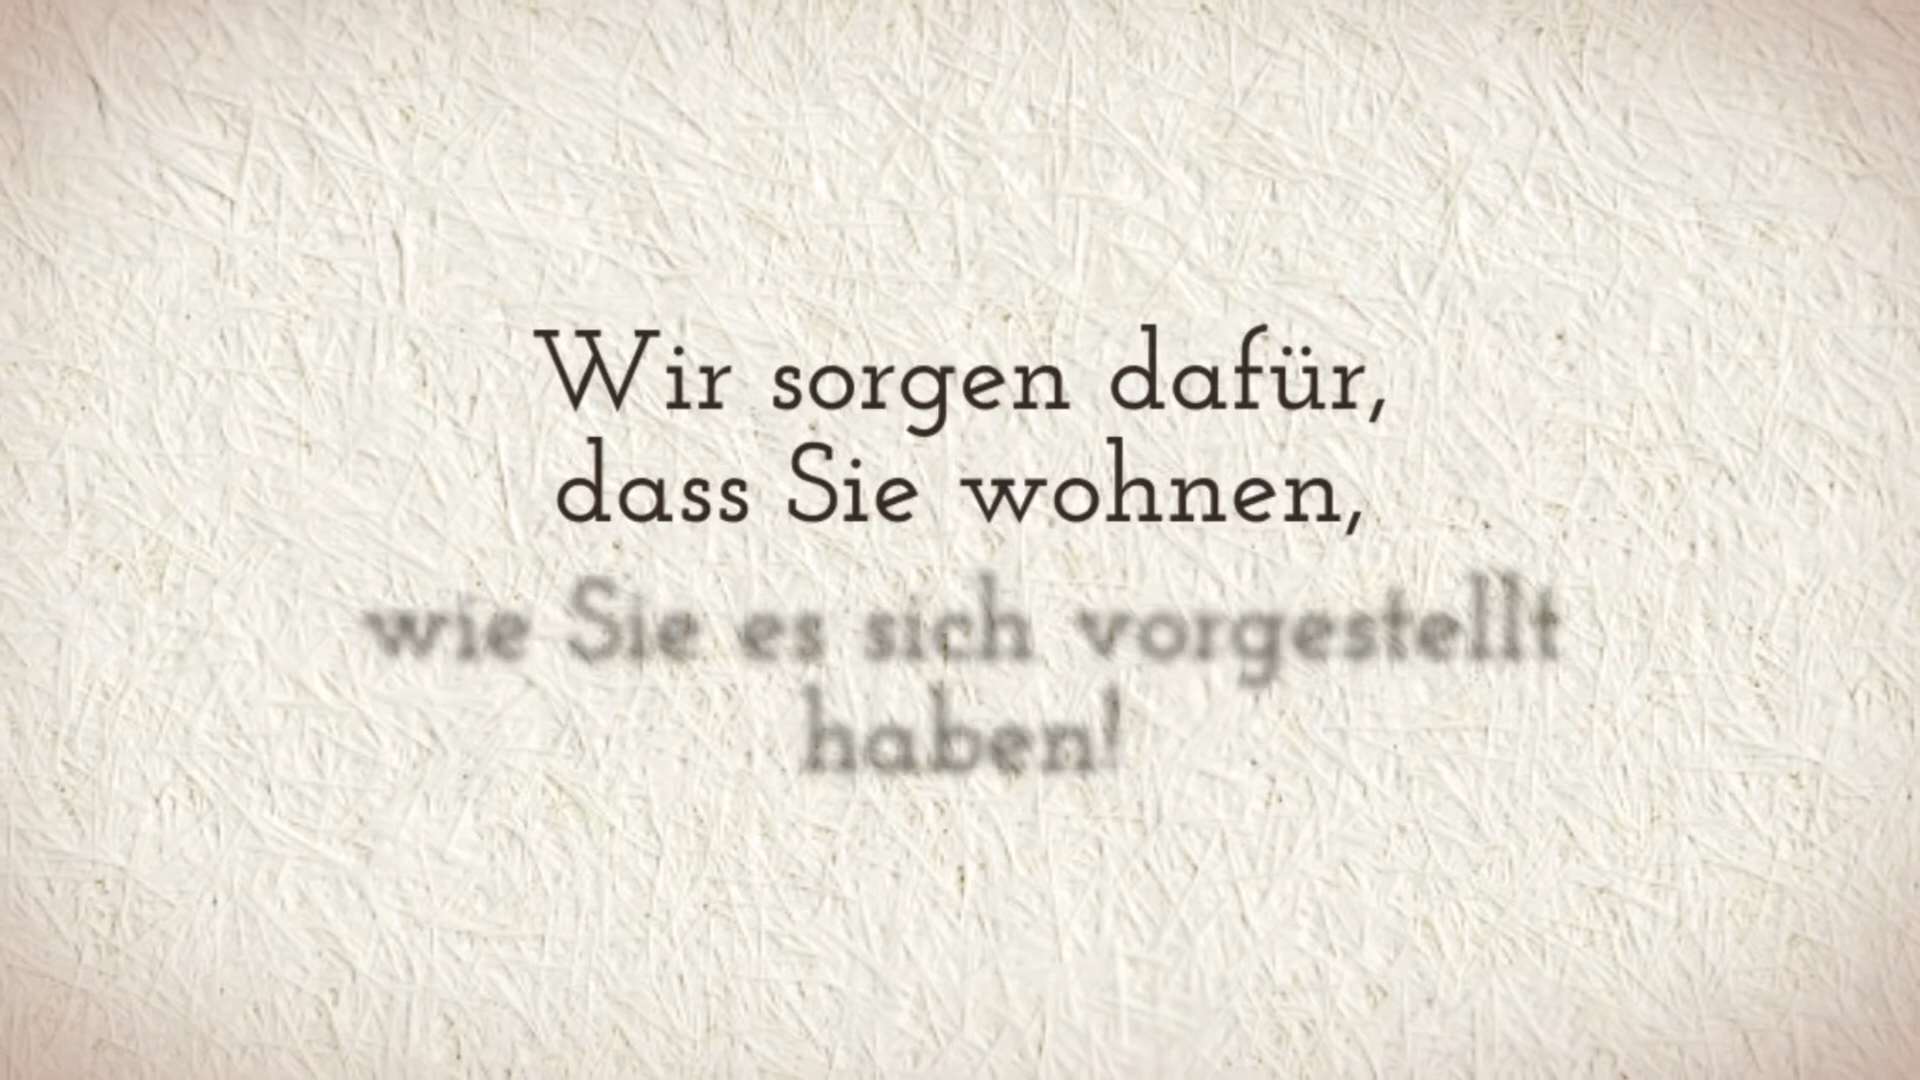 Wir sorgen dafür,
dass Sie wohnen,
wie Sie es sich vorgestellt
haben!